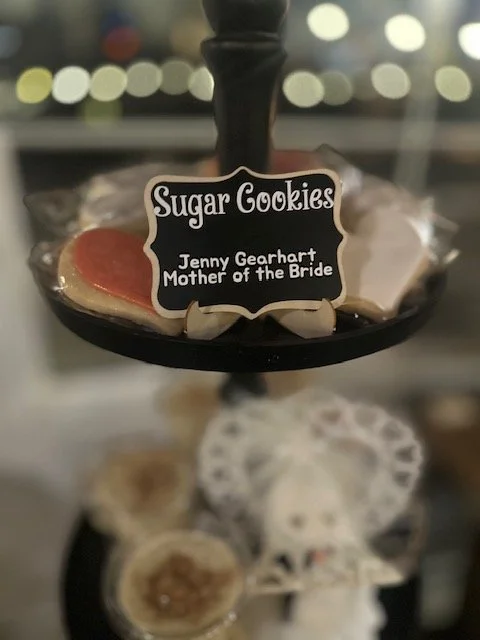 Sugar Cookies
Jenny Gearhart
Mother of the Bride